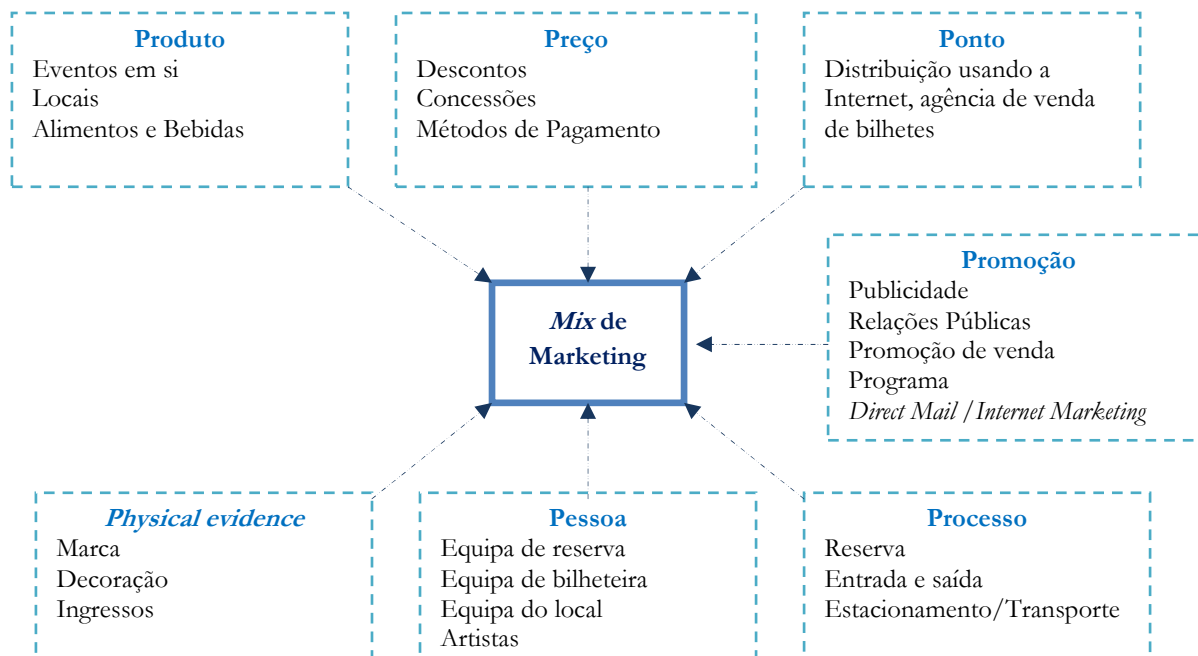 Produto
Eventos em si
Locais
Alimentos e Bebidas
Preço
Descontos
Concessões
Métodos de Pagamento
Ponto
Distribuição usando a
Internet, agência de venda
de bilhetes
Promoção
Publicidade
Relações Públicas
Promoção de venda
Programa
Direct Mail /Internet Marketing
Mix de
Marketing
Physical evidence
Marca
Decoração
Ingressos
Pessoa
Equipa de reserva
Equipa de bilheteira
Equipa do local
Artistas
Processo
Reserva
Entrada e saída
Estacionamento/Transporte